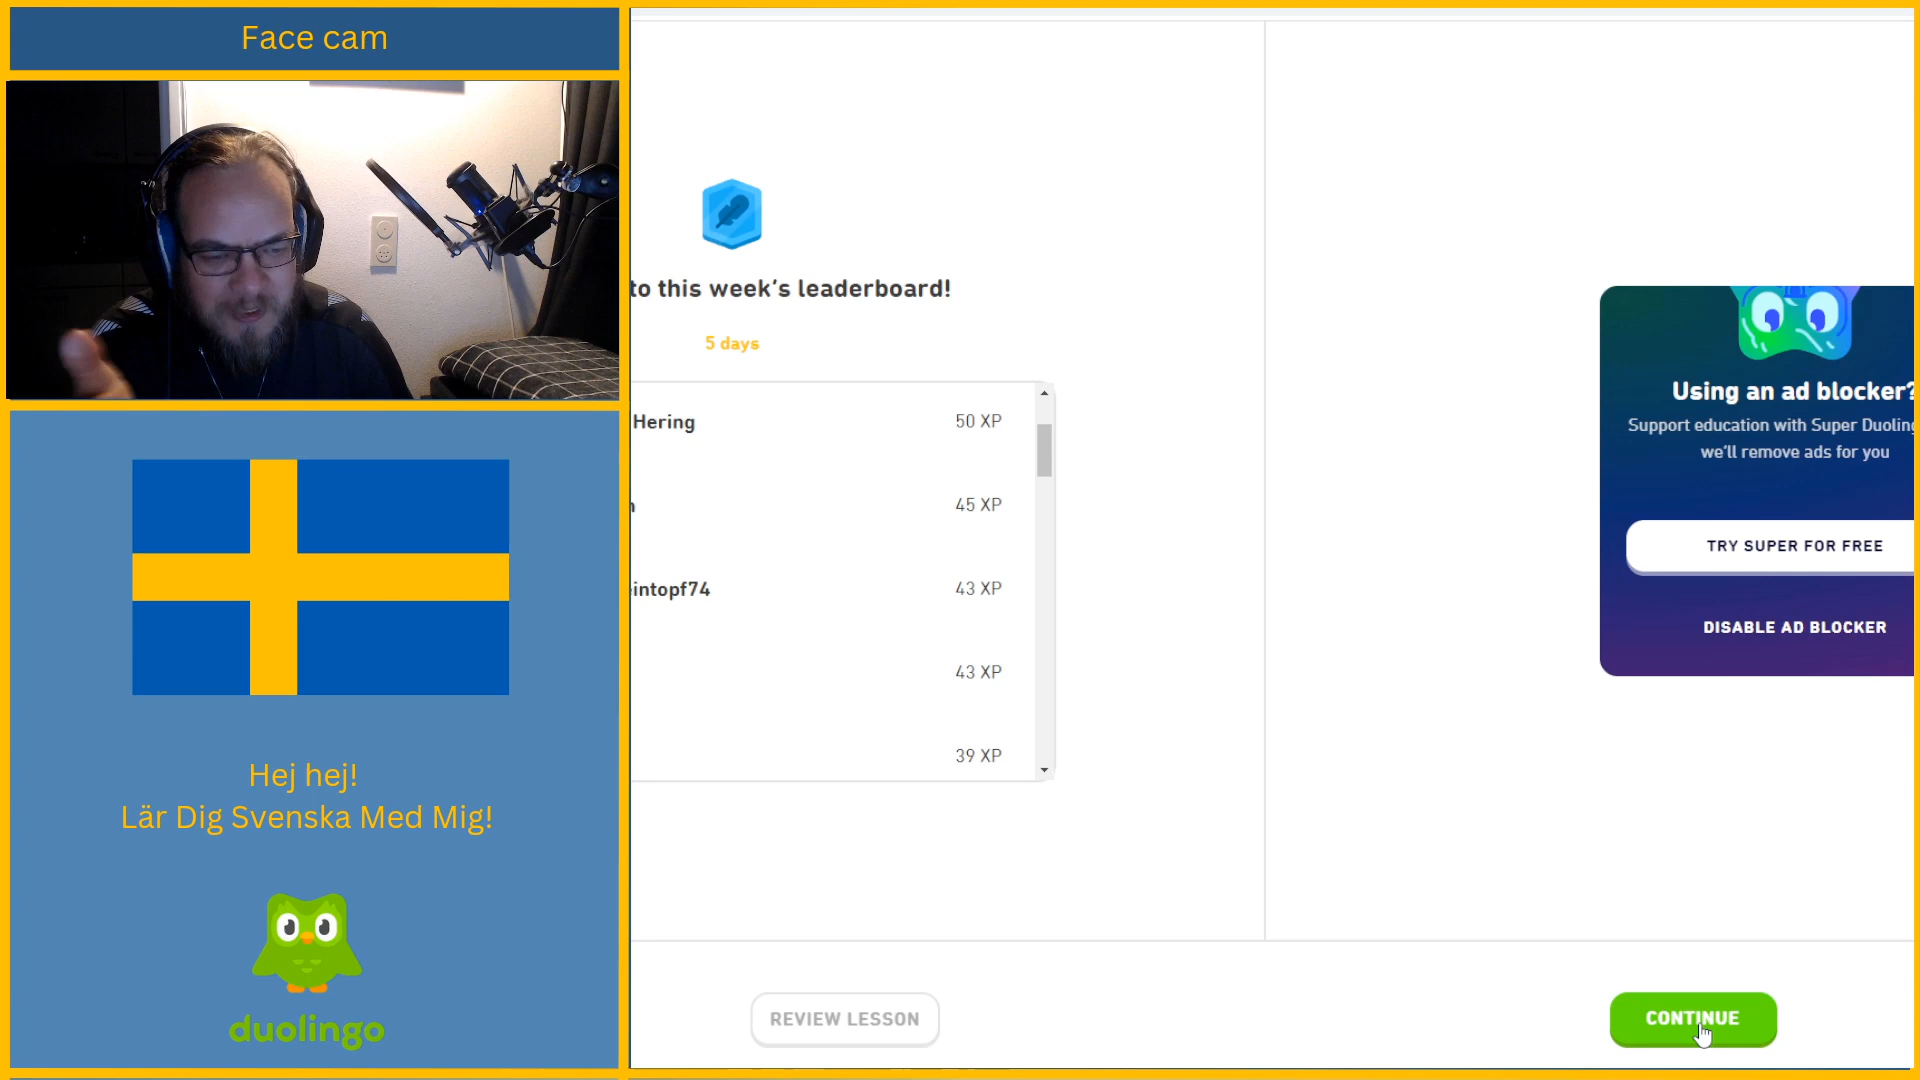 Face cam
to this week's leaderboard!
5 days
Hering
50 XP
45 XP
intopf74
43 XP
43 XP
39 XP
Using an ad blocker?
Support education with Super
we'll remove ads for you
TRY SUPER FOR FREE
DISABLE AD BLOCKER
Hej hej!
Lär Dig Svenska Med Mig!
duolingo
REVIEW LESSON
CONTINUE